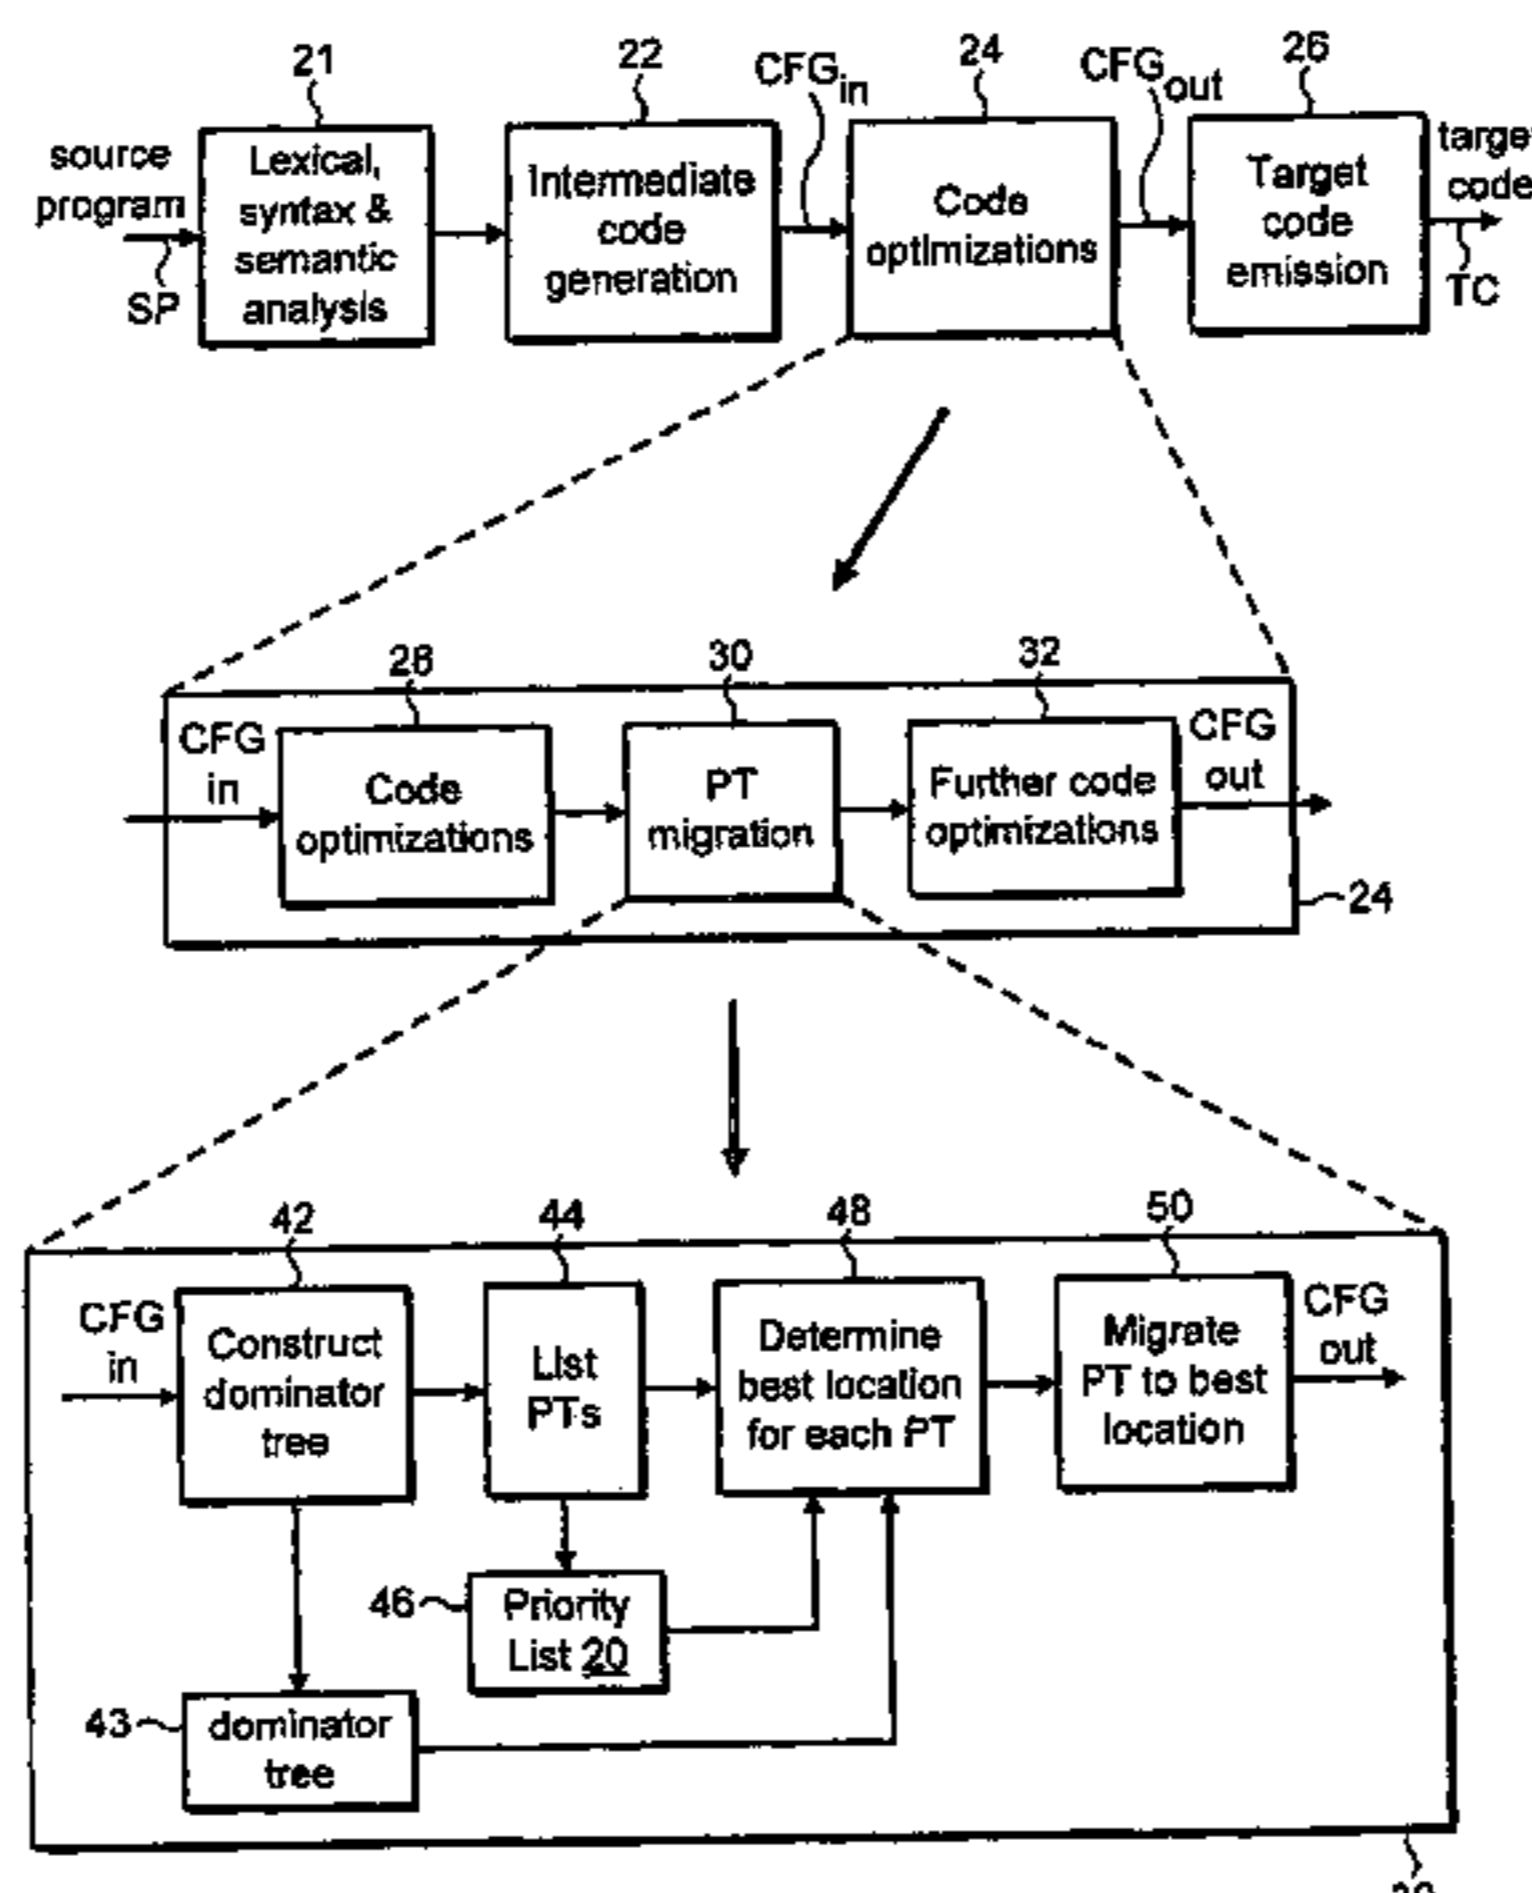 21
22
CFGin
24
CFGout
26
source
program
SP
Lexical,
syntax &
semantic
analysis
Intermediate
code
generation
Code
optimizations
Target
code
emission
target
code
TC
28
30
32
CFG
in
Code
optimizations
PT
migration
Further code
optimizations
CFG
out
24
42
44
48
50
CFG
in
Construct
dominator
tree
List
PTs
Determine
best location
for each PT
Migrate
PT to best
location
CFG
out
46
Priority
List 20
43
dominator
tree